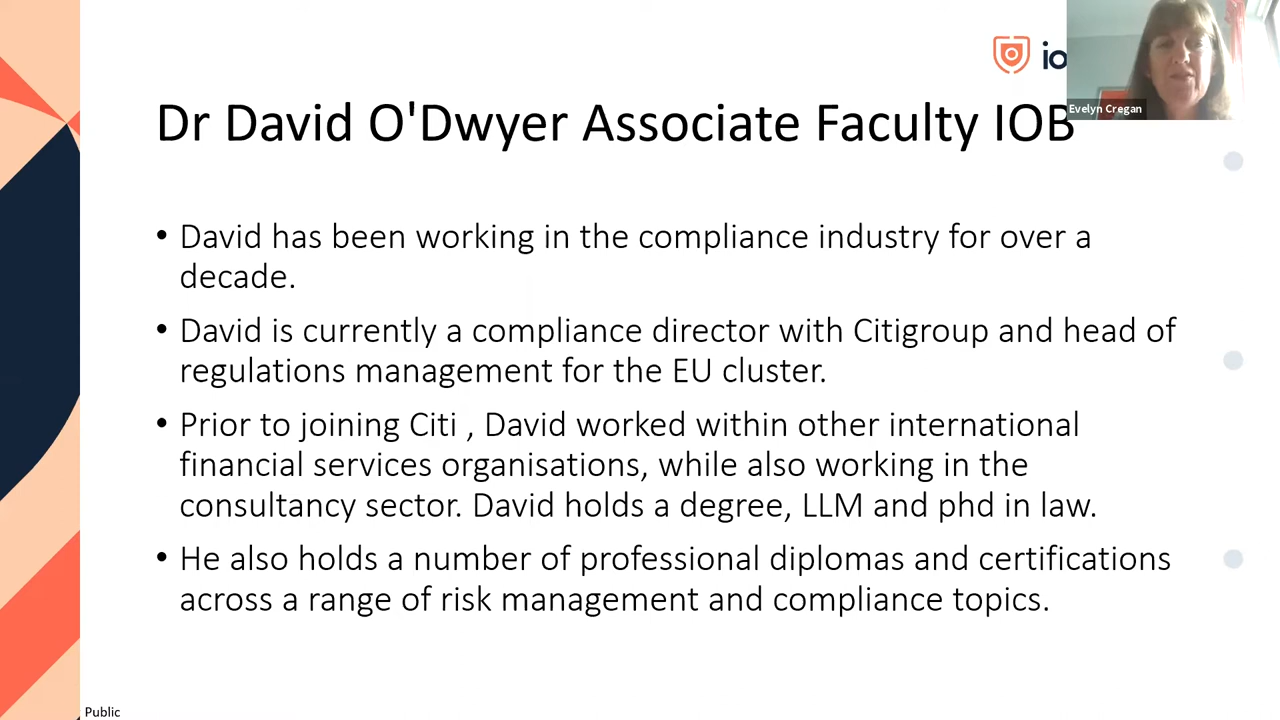 io
Evelyn Cregan
Dr David O'Dwyer Associate Faculty IOB
• David has been working in the compliance industry for over a
decade.
• David is currently a compliance director with Citigroup and head of
regulations management for the EU cluster.
• Prior to joining Citi , David worked within other international
financial services organisations, while also working in the
consultancy sector. David holds a degree, LLM and phd in law.
• He also holds a number of professional diplomas and certifications
across a range of risk management and compliance topics.
Public